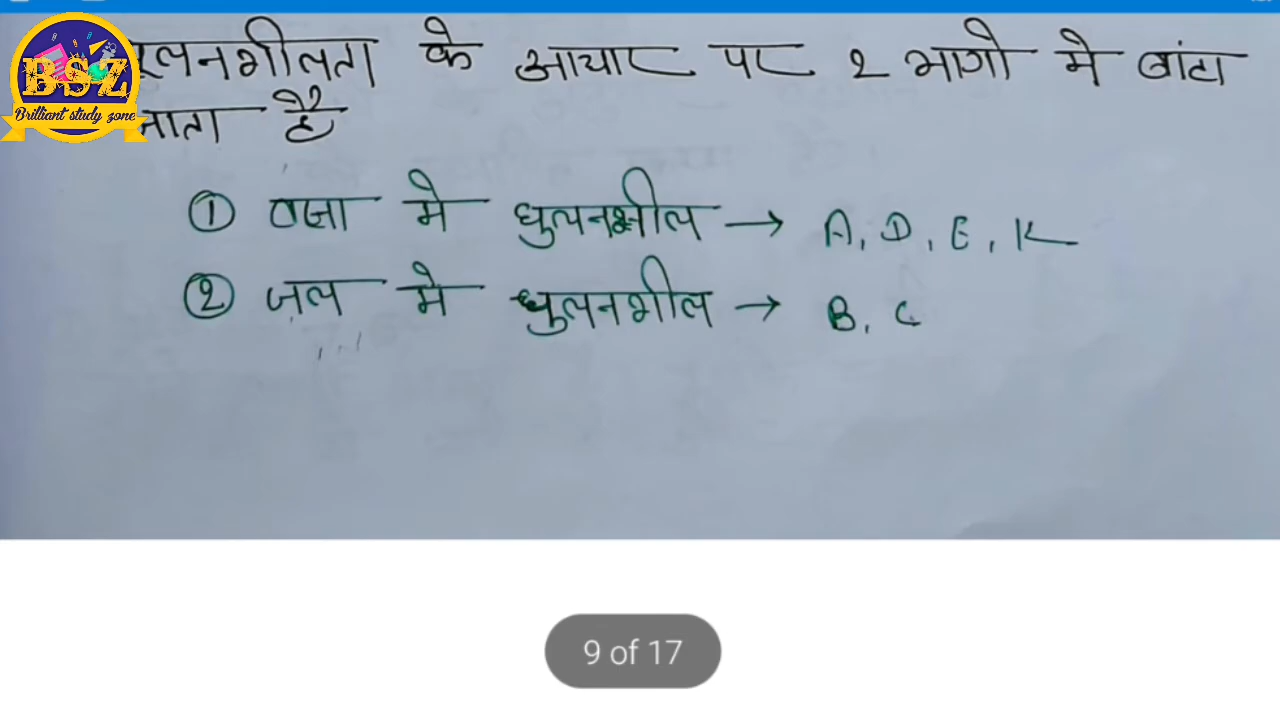 BSZ
Brilliant study zone
घुलनशीलता के आधार पर 2 भागो मे बांटा
जाता है
① वसा मे घुलनशील → A, D, E, K
② जल मे घुलनशील → B, C
9 of 17